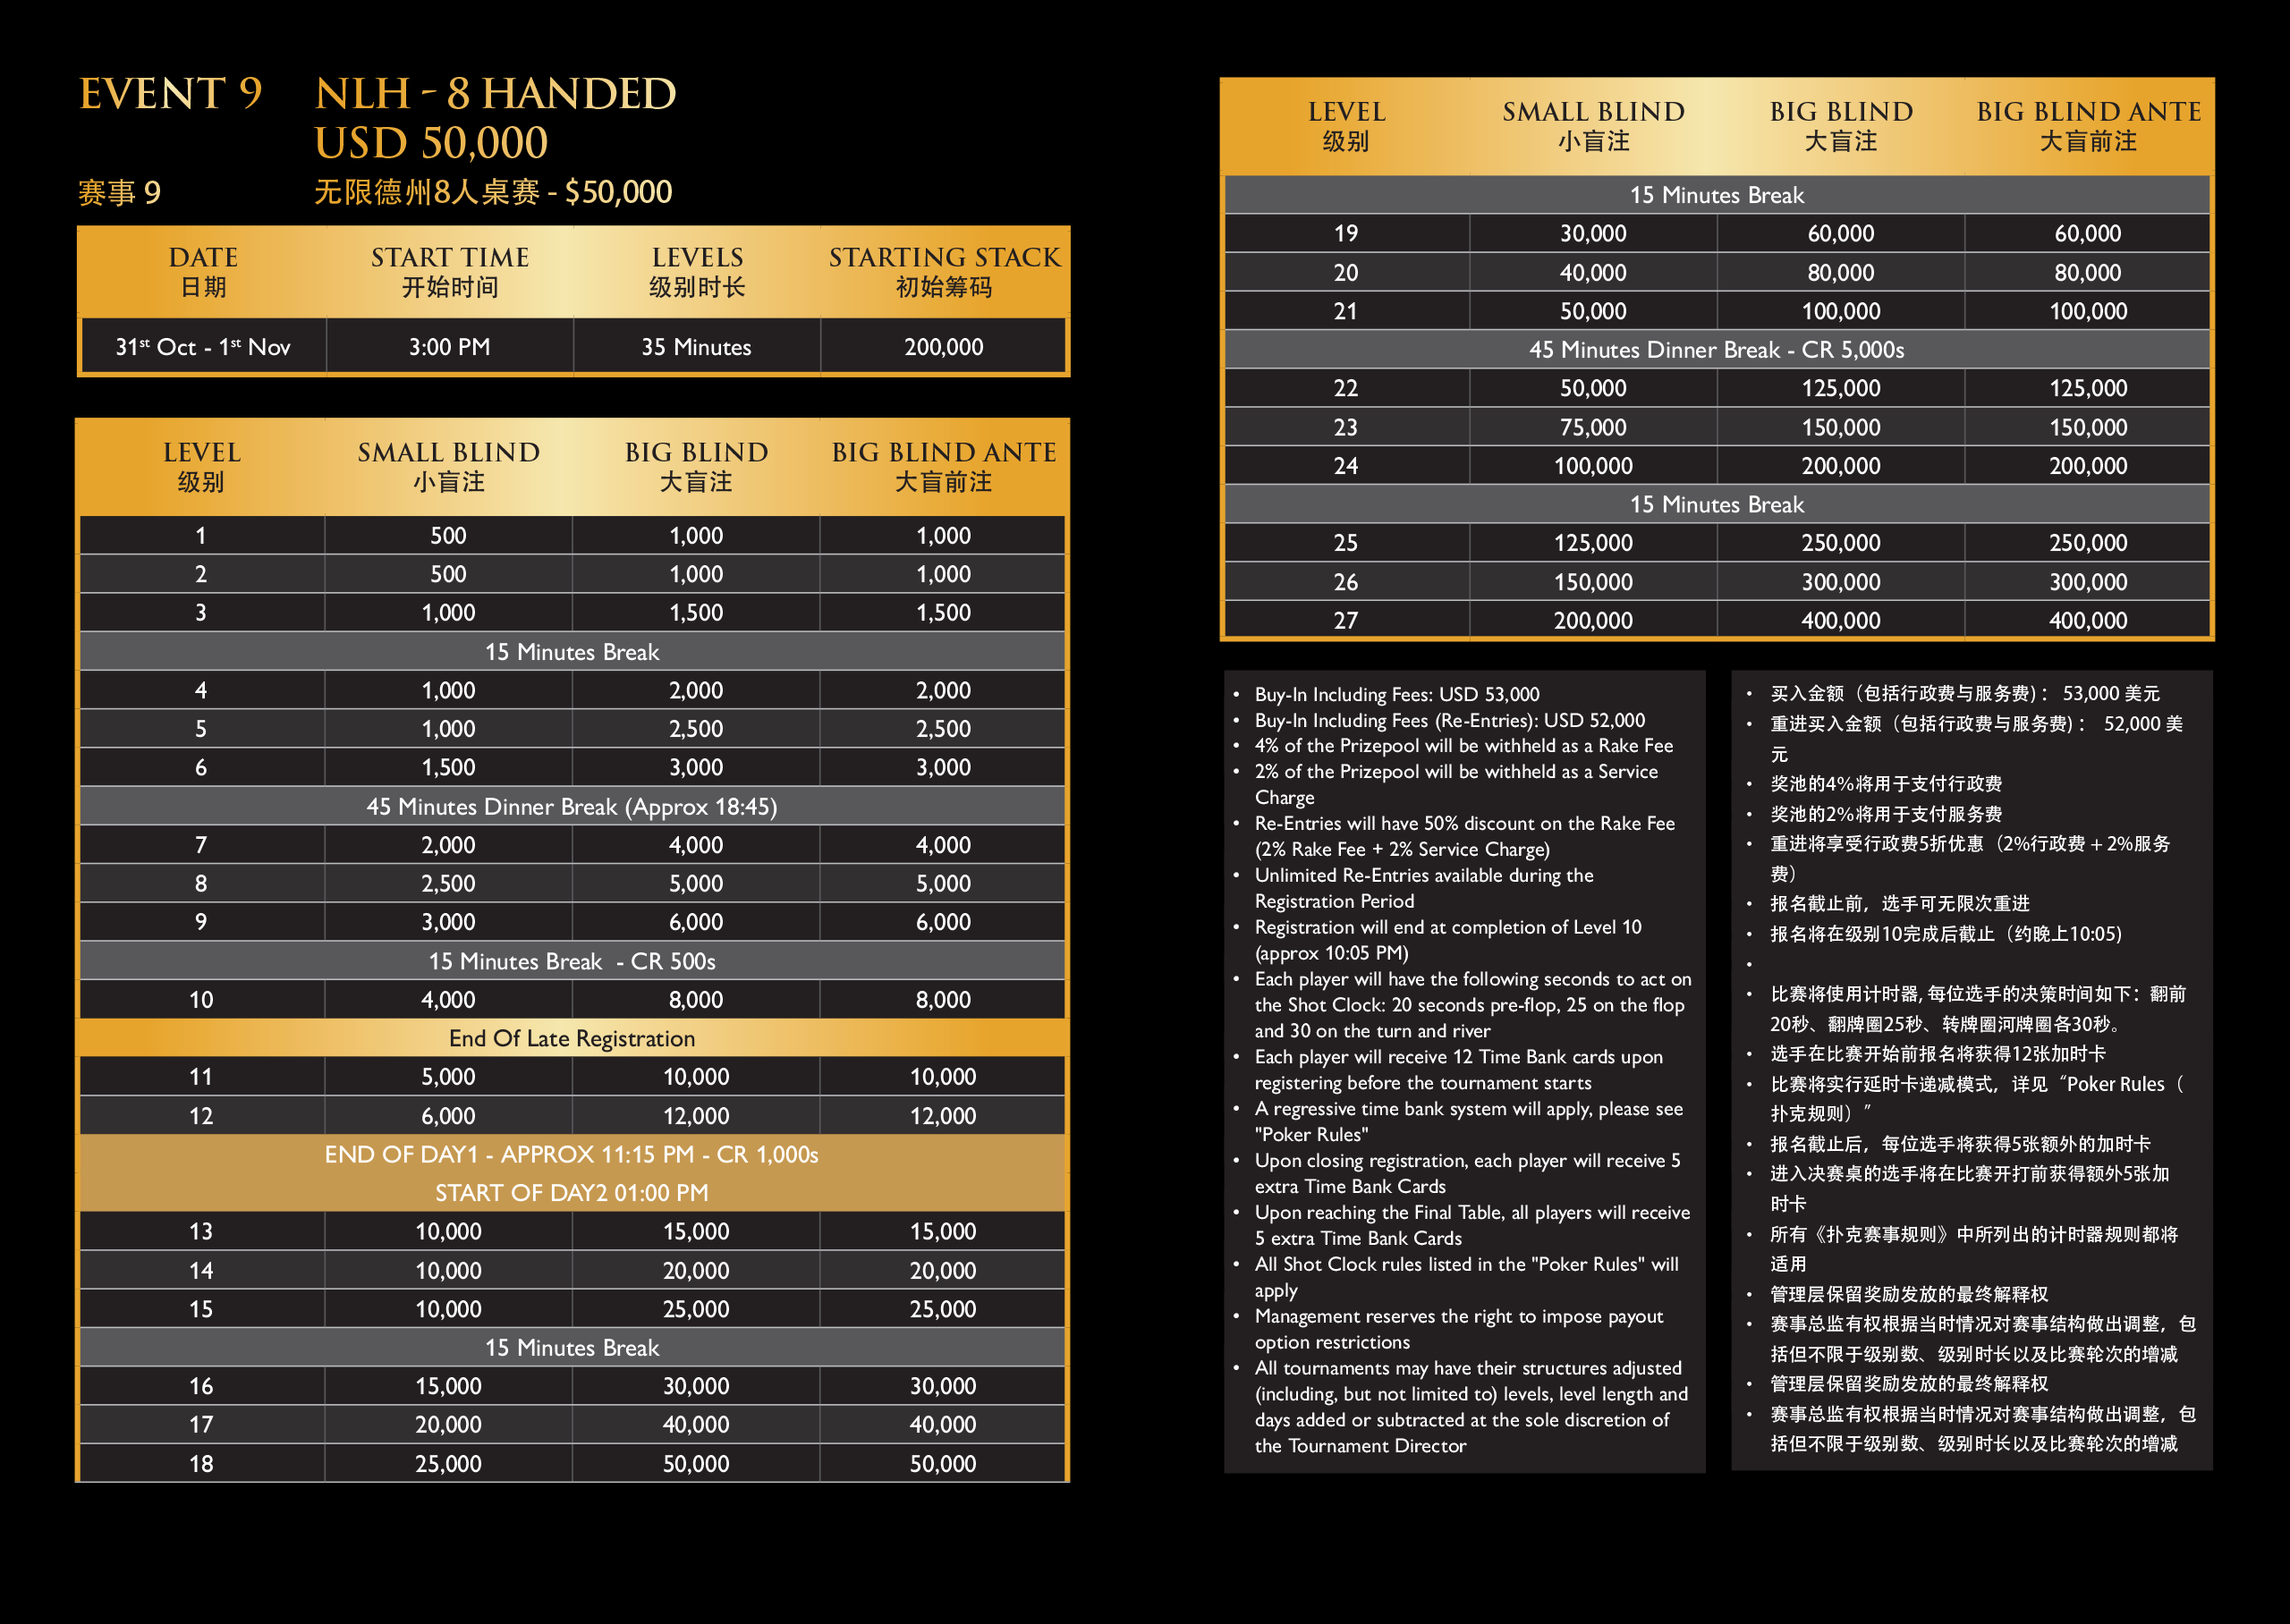 EVENT 9 NLH - 8 HANDED
USD 50,000
赛事 9 无限德州8人桌赛 - $50,000
DATE START TIME LEVELS STARTING STACK
日期 开始时间 级别时长 初始筹码
31st Oct - 1st Nov 3:00 PM 35 Minutes 200,000
LEVEL SMALL BLIND BIG BLIND BIG BLIND ANTE
级别 小盲注 大盲注 大盲前注
1 500 1,000 1,000
2 500 1,000 1,000
3 1,000 1,500 1,500
15 Minutes Break
4 1,000 2,000 2,000
5 1,000 2,500 2,500
6 1,500 3,000 3,000
45 Minutes Dinner Break (Approx 18:45)
7 2,000 4,000 4,000
8 2,500 5,000 5,000
9 3,000 6,000 6,000
15 Minutes Break - CR 500s
10 4,000 8,000 8,000
End Of Late Registration
11 5,000 10,000 10,000
12 6,000 12,000 12,000
END OF DAY1 - APPROX 11:15 PM - CR 1,000s
START OF DAY2 01:00 PM
13 10,000 15,000 15,000
14 10,000 20,000 20,000
15 10,000 25,000 25,000
15 Minutes Break
16 15,000 30,000 30,000
17 20,000 40,000 40,000
18 25,000 50,000 50,000
LEVEL SMALL BLIND BIG BLIND BIG BLIND ANTE
级别 小盲注 大盲注 大盲前注
15 Minutes Break
19 30,000 60,000 60,000
20 40,000 80,000 80,000
21 50,000 100,000 100,000
45 Minutes Dinner Break - CR 5,000s
22 50,000 125,000 125,000
23 75,000 150,000 150,000
24 100,000 200,000 200,000
15 Minutes Break
25 125,000 250,000 250,000
26 150,000 300,000 300,000
27 200,000 400,000 400,000
• Buy-In Including Fees: USD 53,000
• Buy-In Including Fees (Re-Entries): USD 52,000
• 4% of the Prizepool will be withheld as a Rake Fee
• 2% of the Prizepool will be withheld as a Service
Charge
• Re-Entries will have 50% discount on the Rake Fee
(2% Rake Fee + 2% Service Charge)
• Unlimited Re-Entries available during the
Registration Period
• Registration will end at completion of Level 10
(approx 10:05 PM)
• Each player will have the following seconds to act on
the Shot Clock: 20 seconds pre-flop, 25 on the flop
and 30 on the turn and river
• Each player will receive 12 Time Bank cards upon
registering before the tournament starts
• A regressive time bank system will apply, please see
"Poker Rules"
• Upon closing registration, each player will receive 5
extra Time Bank Cards
• Upon reaching the Final Table, all players will receive
5 extra Time Bank Cards
• All Shot Clock rules listed in the "Poker Rules" will
apply
• Management reserves the right to impose payout
option restrictions
• All tournaments may have their structures adjusted
(including, but not limited to) levels, level length and
days added or subtracted at the sole discretion of
the Tournament Director
• 买入金额（包括行政费与服务费）： 53,000 美元
• 重进买入金额（包括行政费与服务费）： 52,000 美
元
• 奖池的4%将用于支付行政费
• 奖池的2%将用于支付服务费
• 重进将享受行政费5折优惠（2%行政费 + 2%服务
费）
• 报名截止前，选手可无限次重进
• 报名将在级别10完成后截止（约晚上10:05)
•
• 比赛将使用计时器, 每位选手的决策时间如下：翻前
20秒、翻牌圈25秒、转牌圈河牌圈各30秒。
• 选手在比赛开始前报名将获得12张加时卡
• 比赛将实行延时卡递减模式，详见“Poker Rules（
扑克规则）”
• 报名截止后，每位选手将获得5张额外的加时卡
• 进入决赛桌的选手将在比赛开打前获得额外5张加
时卡
• 所有《扑克赛事规则》中所列出的计时器规则都将
适用
• 管理层保留奖励发放的最终解释权
• 赛事总监有权根据当时情况对赛事结构做出调整，包
括但不限于级别数、级别时长以及比赛轮次的增减
• 管理层保留奖励发放的最终解释权
• 赛事总监有权根据当时情况对赛事结构做出调整，包
括但不限于级别数、级别时长以及比赛轮次的增减